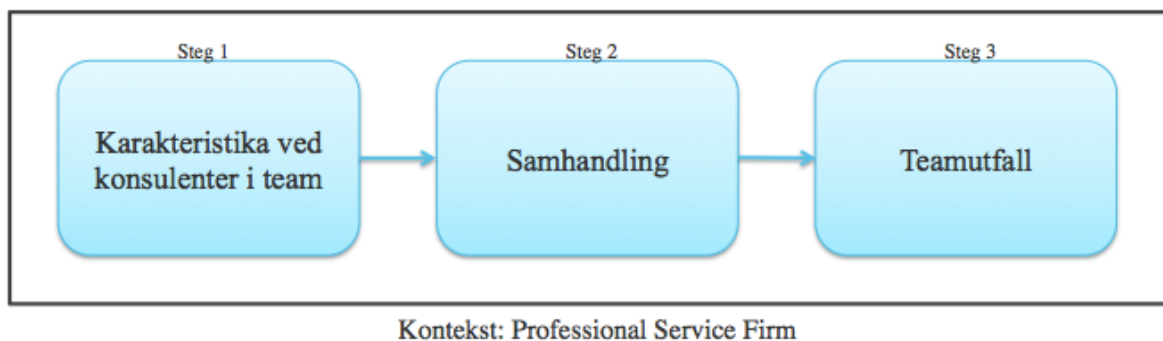 Steg 1
Karakteristika ved
konsulenter i team
Steg 2
Samhandling
Steg 3
Teamutfall
Kontekst: Professional Service Firm